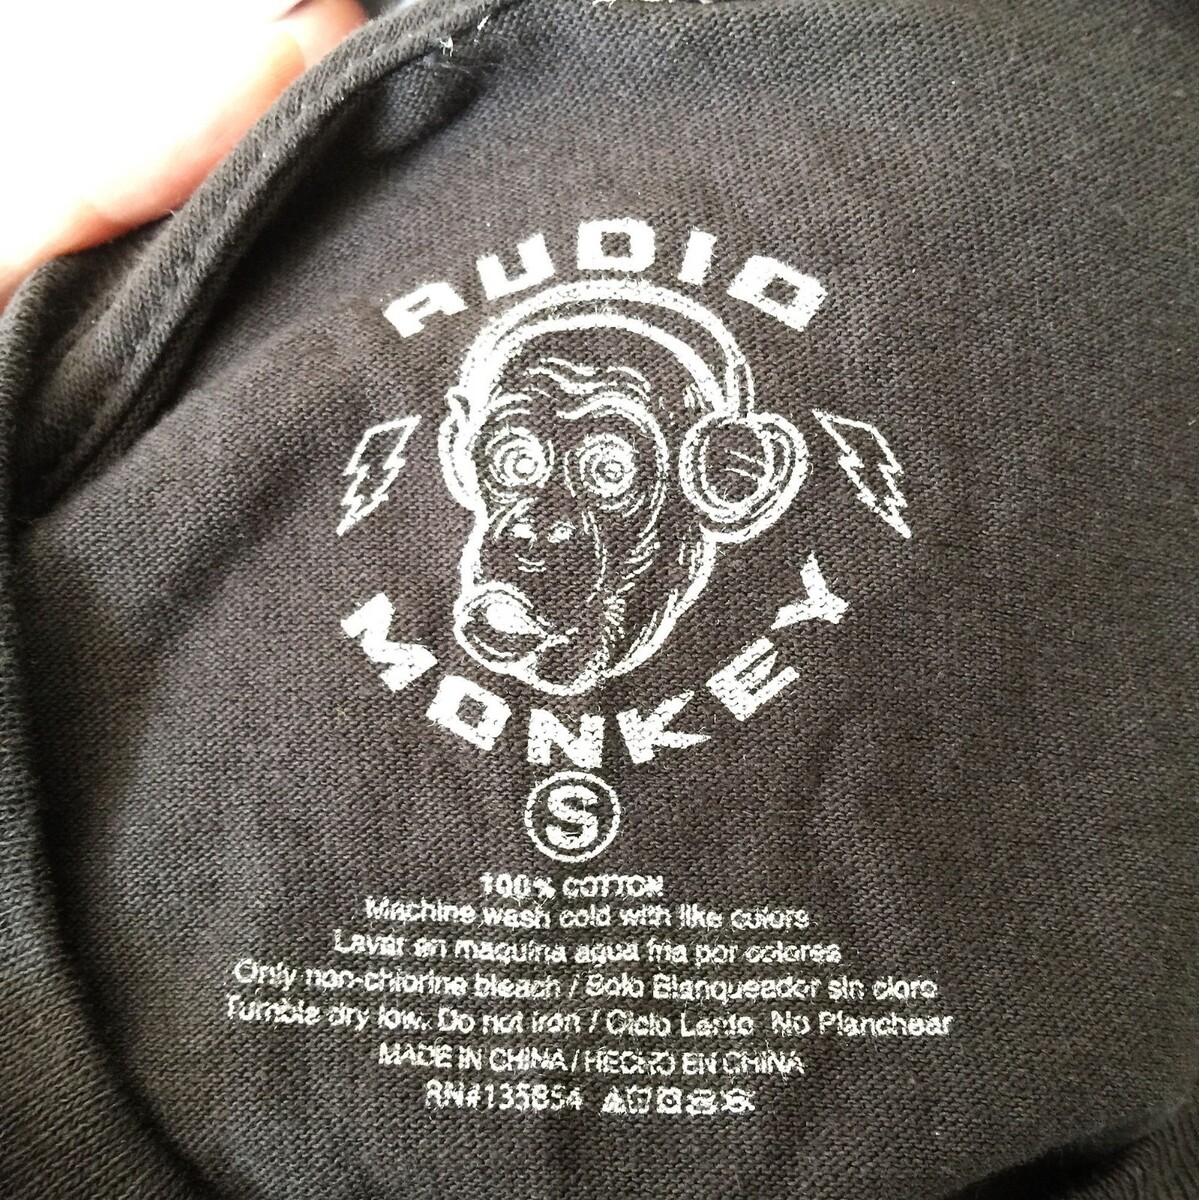 AUDIO
MONKEY
S
100% COTTON
Machine wash cold with like colors
Lavar en maquina agua fria por colores
Only non-chlorine bleach / Solo Blanqueador sin cloro
Tumble dry low. Do not iron / Ciclo Lento. No Planchear
MADE IN CHINA / HECHO EN CHINA
RN#135854